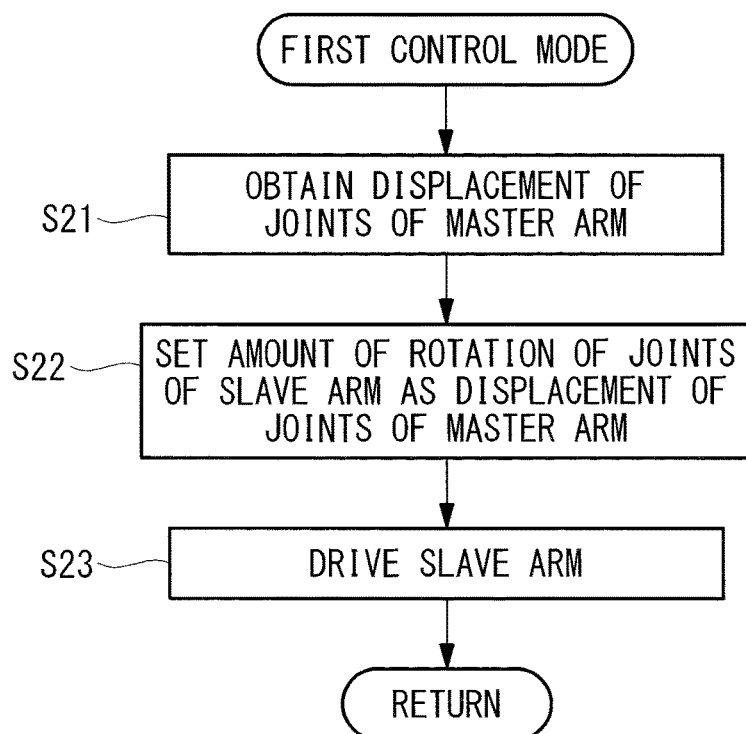 FIRST CONTROL MODE
S21
OBTAIN DISPLACEMENT OF
JOINTS OF MASTER ARM
S22
SET AMOUNT OF ROTATION OF JOINTS
OF SLAVE ARM AS DISPLACEMENT OF
JOINTS OF MASTER ARM
S23
DRIVE SLAVE ARM
RETURN